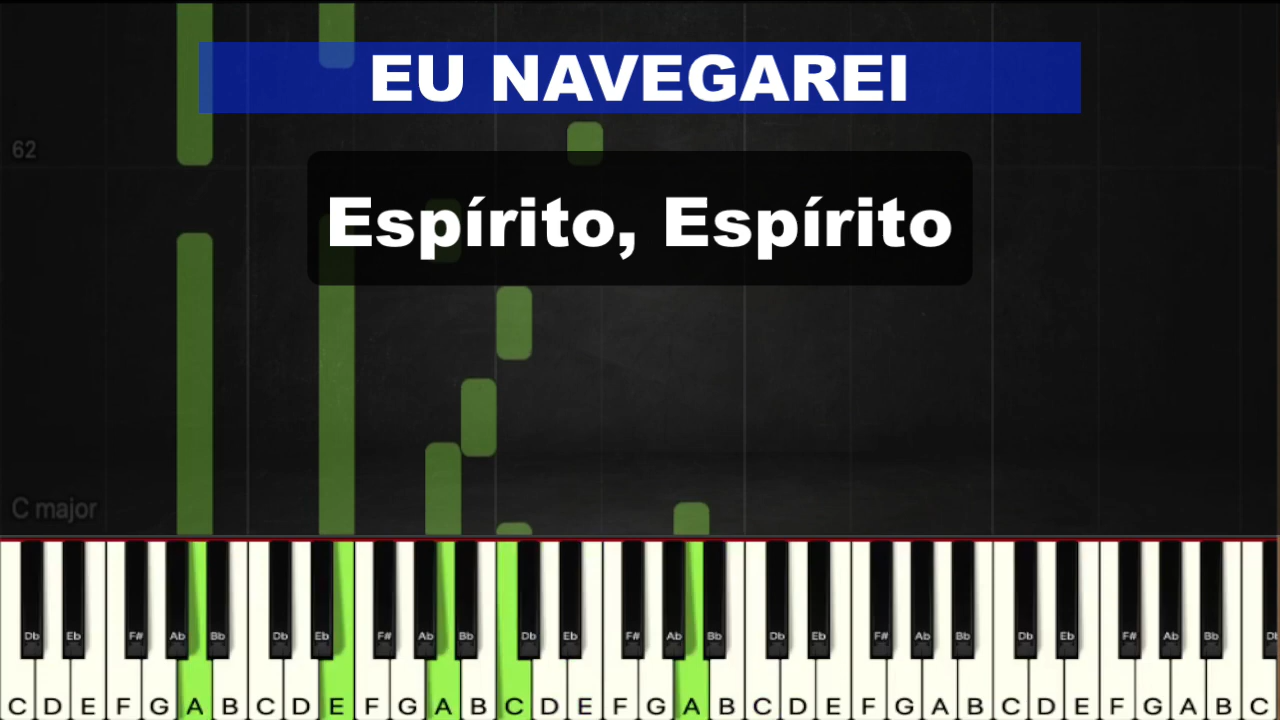 EU NAVEGAREI
62
Espírito, Espírito
C major
Db Eb F# Ab Bb Db Eb F# Ab Bb Db Eb F# Ab Bb Db Eb F# Ab Bb Db Eb F# Ab Bb D
C D E F G A B C D E F G A B C D E F G A B C D E F G A B C D E F G A B C